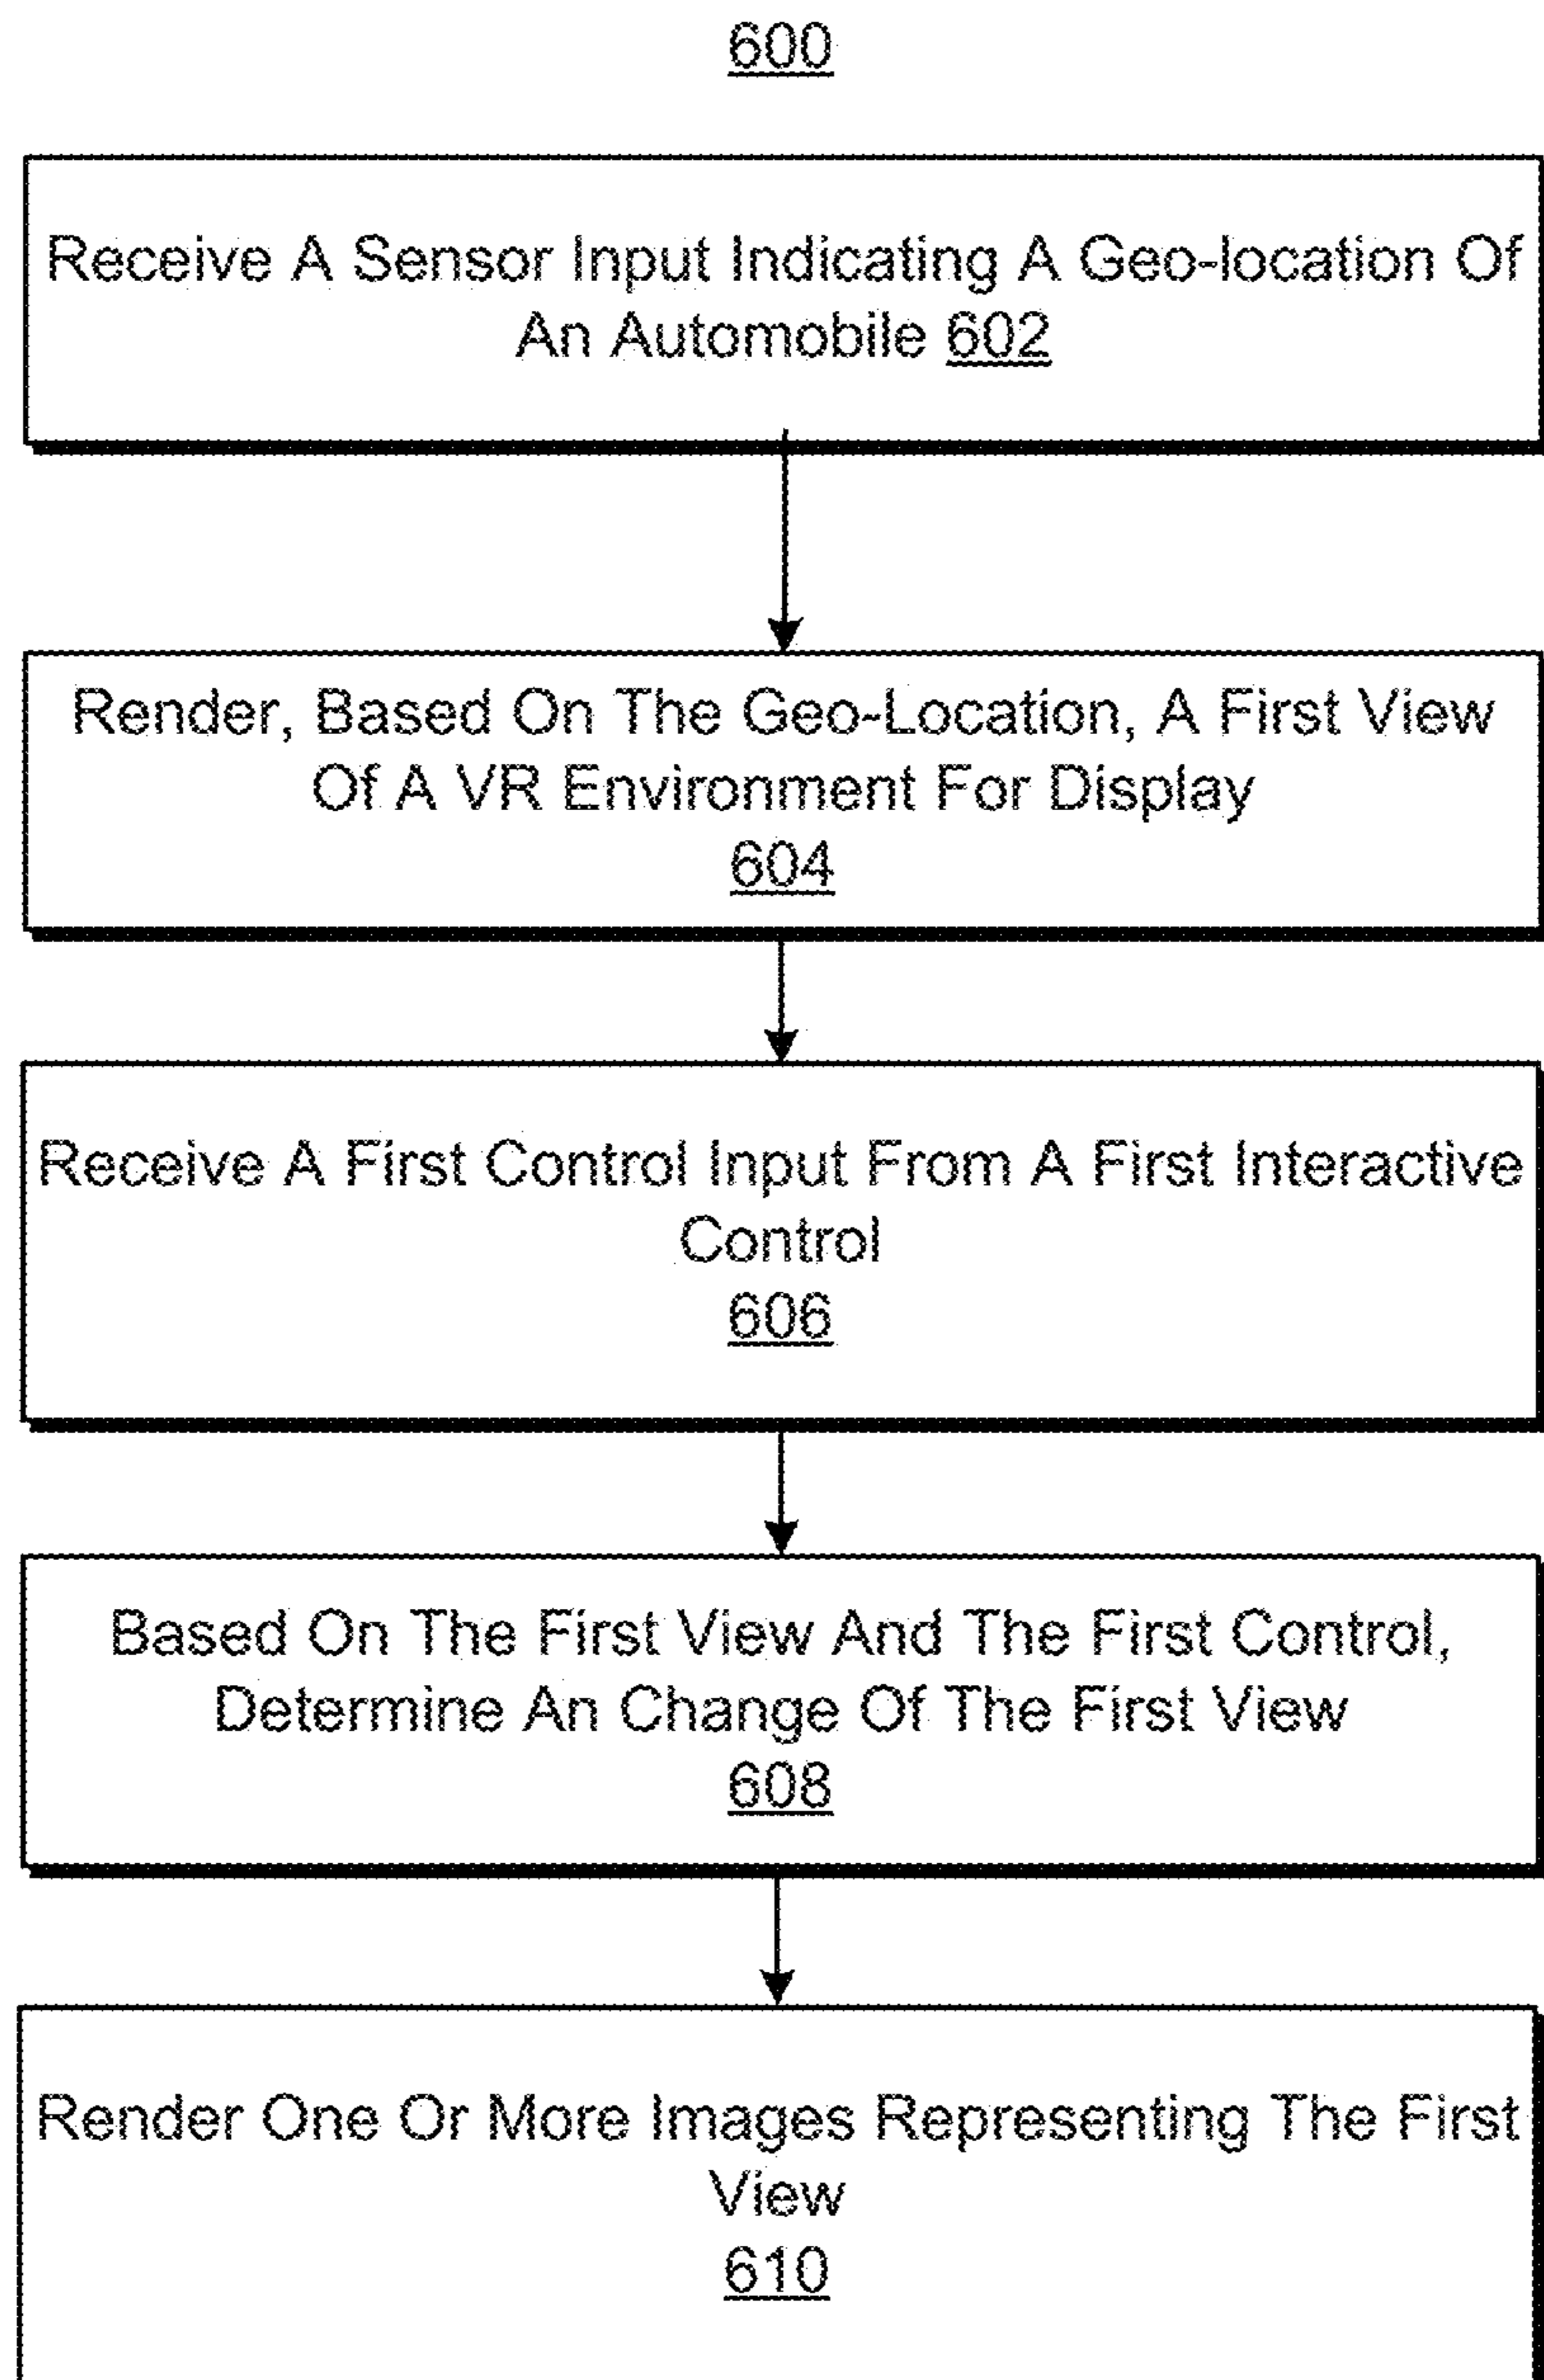 600
Receive A Sensor Input Indicating A Geo-location Of
An Automobile 602
Render, Based On The Geo-Location, A First View
Of A VR Environment For Display
604
Receive A First Control Input From A First Interactive
Control
606
Based On The First View And The First Control,
Determine An Change Of The First View
608
Render One Or More Images Representing The First
View
610